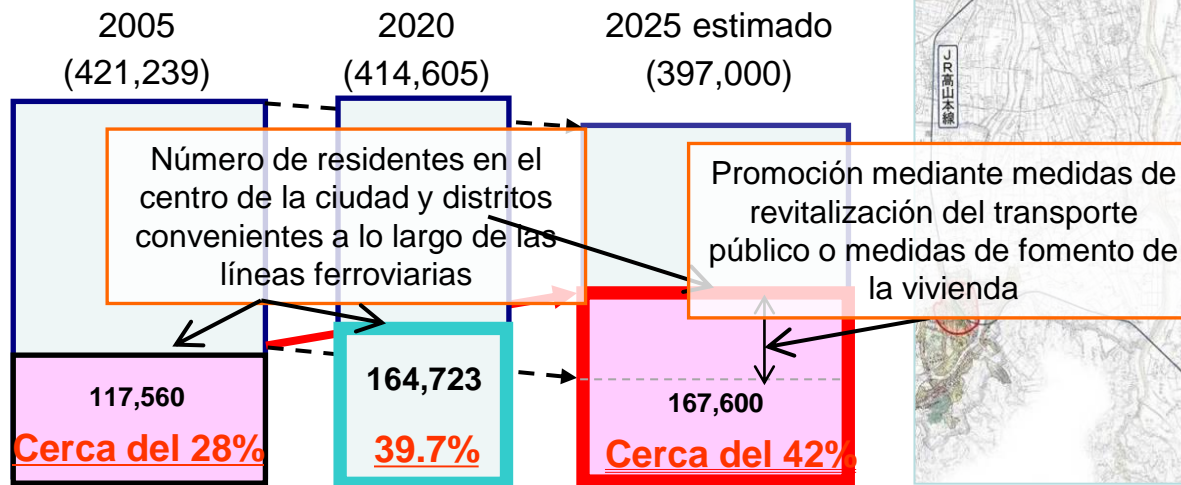 2005
(421,239)
2020
(414,605)
2025 estimado
(397,000)
JR高山本線
Número de residentes en el
centro de la ciudad y distritos
convenientes a lo largo de las
líneas ferroviarias
Promoción mediante medidas de
revitalización del transporte
público o medidas de fomento de
la vivienda
117,560
Cerca del 28%
164,723
39.7%
167,600
Cerca del 42%